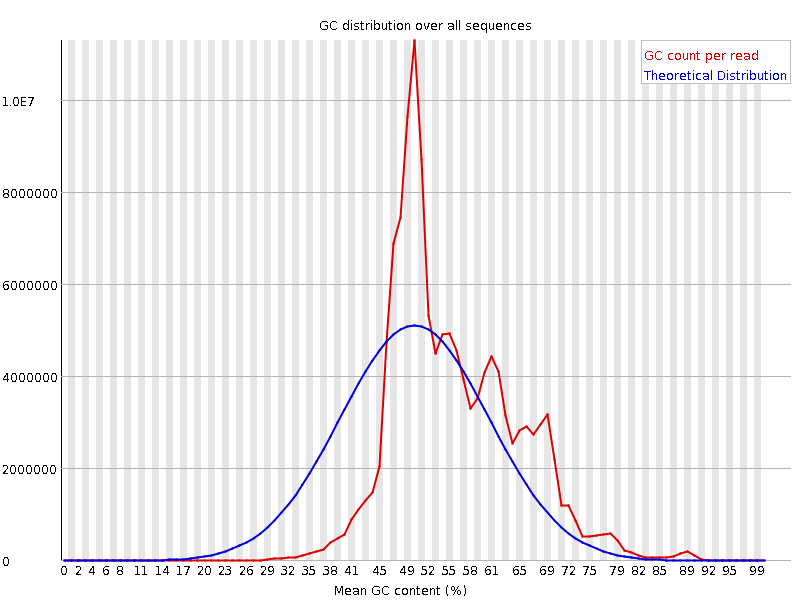 GC distribution over all sequences
GC count per read
Theoretical Distribution
1.0E7
8000000
6000000
4000000
2000000
0
0 2 4 6 8 11 14 17 20 23 26 29 32 35 38 41 45 49 52 55 58 61 65 69 72 75 79 82 85 89 92 95 99
Mean GC content (%)